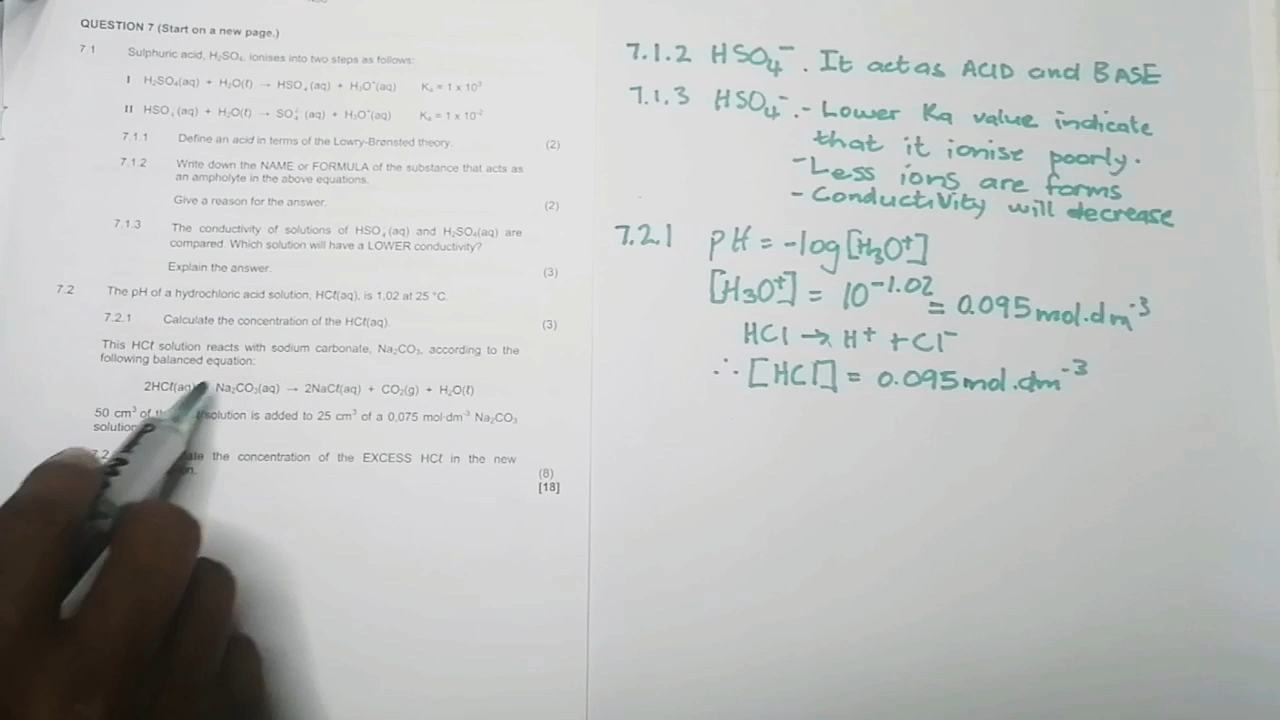 QUESTION 7 (Start on a new page.)
7.1 Sulphuric acid, H₂SO₄, ionises into two steps as follows:
I H₂SO₄(aq) + H₂O(ℓ) → HSO₄⁻(aq) + H₃O⁺(aq) Kₐ = 1 x 10³
II HSO₄⁻(aq) + H₂O(ℓ) → SO₄²⁻(aq) + H₃O⁺(aq) Kₐ = 1 x 10⁻²
7.1.1 Define an acid in terms of the Lowry-Brønsted theory. (2)
7.1.2 Write down the NAME or FORMULA of the substance that acts as
an ampholyte in the above equations.
Give a reason for the answer. (2)
7.1.3 The conductivity of solutions of HSO₄⁻(aq) and H₂SO₄(aq) are
compared. Which solution will have a LOWER conductivity?
Explain the answer. (3)
7.2 The pH of a hydrochloric acid solution, HCℓ(aq), is 1,02 at 25 °C.
7.2.1 Calculate the concentration of the HCℓ(aq). (3)
This HCℓ solution reacts with sodium carbonate, Na₂CO₃, according to the
following balanced equation:
2HCℓ(aq) Na₂CO₃(aq) → 2NaCℓ(aq) + CO₂(g) + H₂O(ℓ)
50 cm³ of solution is added to 25 cm³ of a 0,075 mol·dm⁻³ Na₂CO₃
solution
the concentration of the EXCESS HCℓ in the new
(8)
[18]
7.1.2 HSO₄⁻. It act as ACID and BASE
7.1.3 HSO₄⁻. - Lower Ka value indicate
that it ionise poorly.
- Less ions are forms
- Conductivity will decrease
7.2.1 pH = -log[H₃O⁺]
[H₃O⁺] = 10⁻¹·⁰² = 0.095 mol.dm⁻³
HCl → H⁺ + Cl⁻
∴ [HCl] = 0.095 mol.dm⁻³